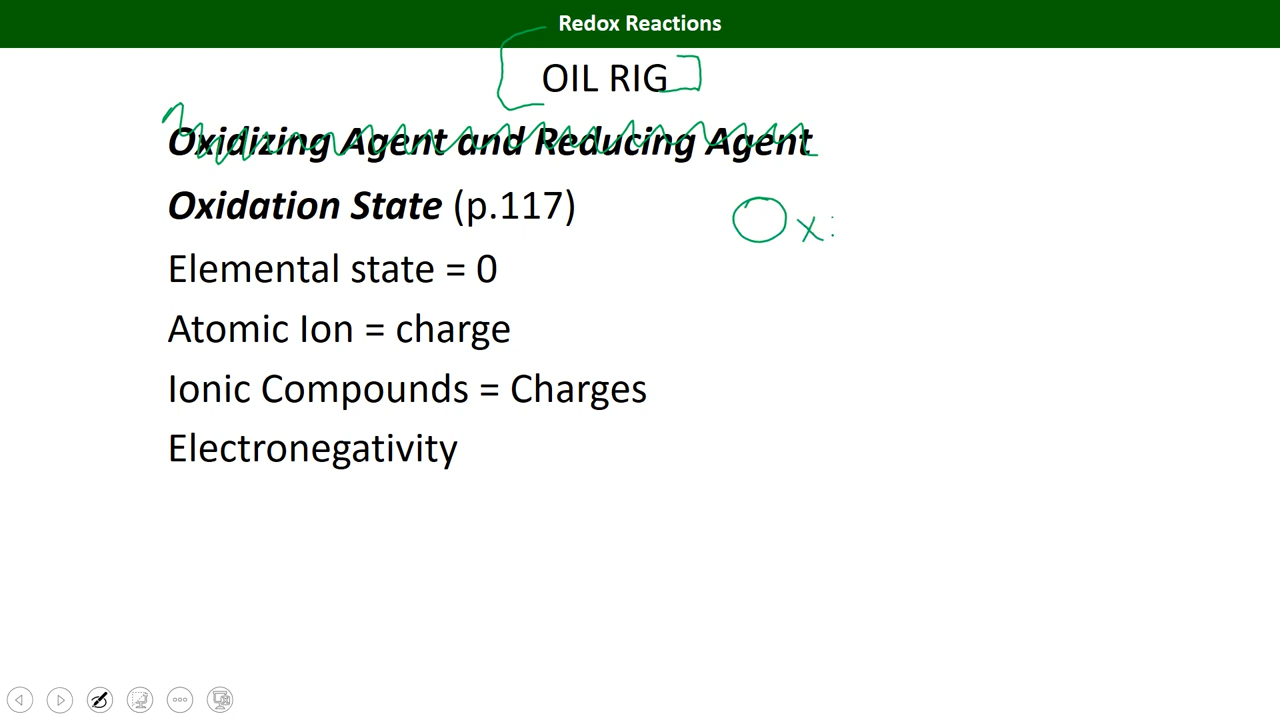 Redox Reactions
OIL RIG
Oxidizing Agent and Reducing Agent
Oxidation State (p.117)
Ox:
Elemental state = 0
Atomic Ion = charge
Ionic Compounds = Charges
Electronegativity